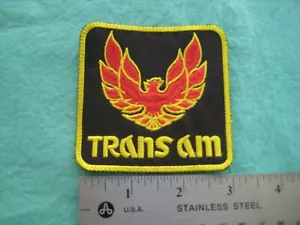 TRANS AM
1 2 3 4
U.S.A. STAINLESS STEEL